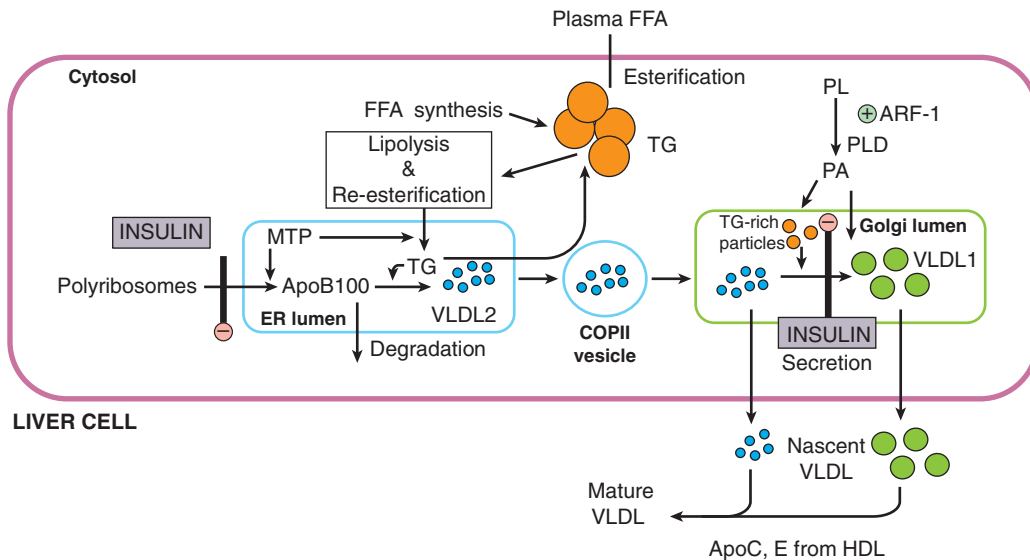 Plasma FFA
Cytosol
Esterification
FFA synthesis
TG
PL
+ ARF-1
PLD
PA
Lipolysis
&
Re-esterification
INSULIN
MTP
TG
Polyribosomes
ApoB100
−
ER lumen
VLDL2
Degradation
COPII
vesicle
TG-rich
particles
−
Golgi lumen
VLDL1
INSULIN
Secretion
LIVER CELL
Nascent
VLDL
Mature
VLDL
ApoC, E from HDL